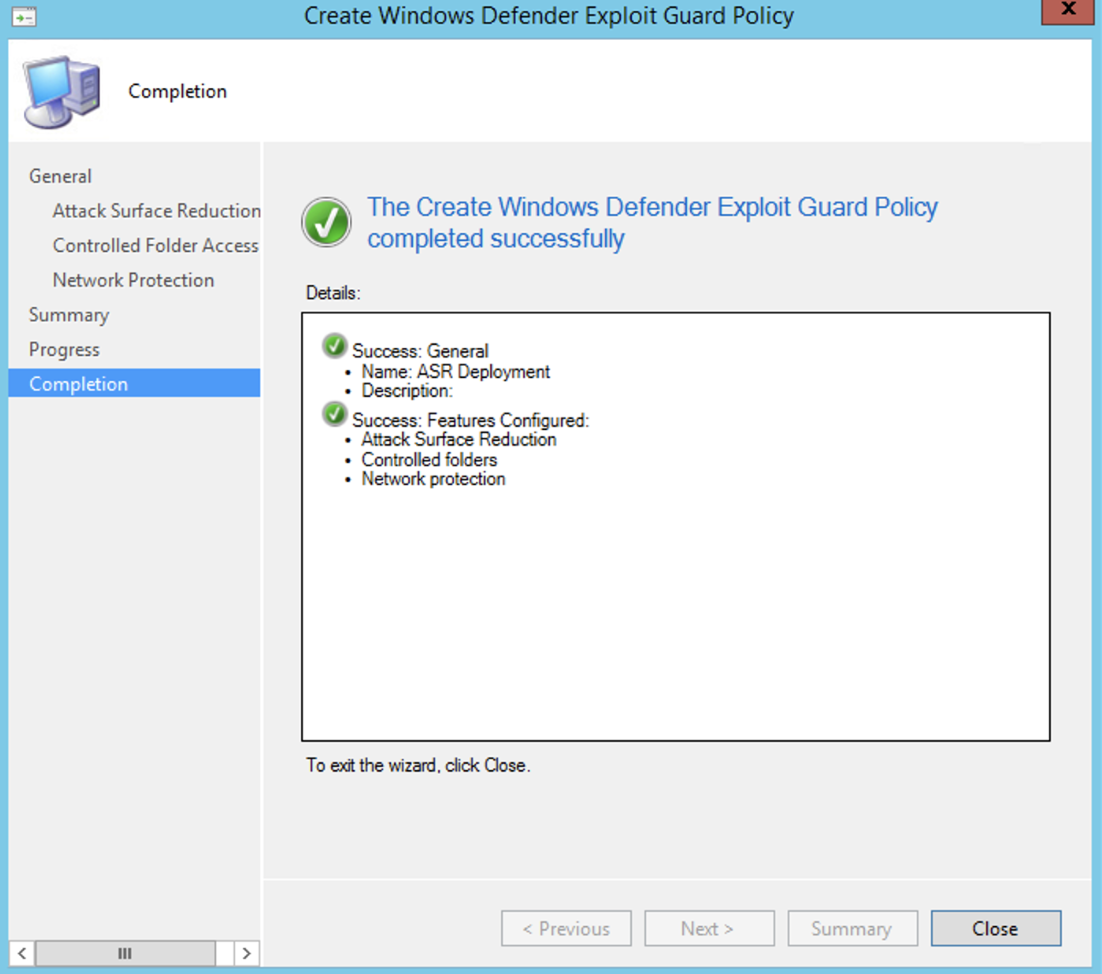 Create Windows Defender Exploit Guard Policy
x
Completion
General
Attack Surface Reduction
Controlled Folder Access
Network Protection
Summary
Progress
Completion
The Create Windows Defender Exploit Guard Policy
completed successfully
Details:
Success: General
• Name: ASR Deployment
• Description:
Success: Features Configured:
• Attack Surface Reduction
• Controlled folders
• Network protection
To exit the wizard, click Close.
< Previous
Next >
Summary
Close